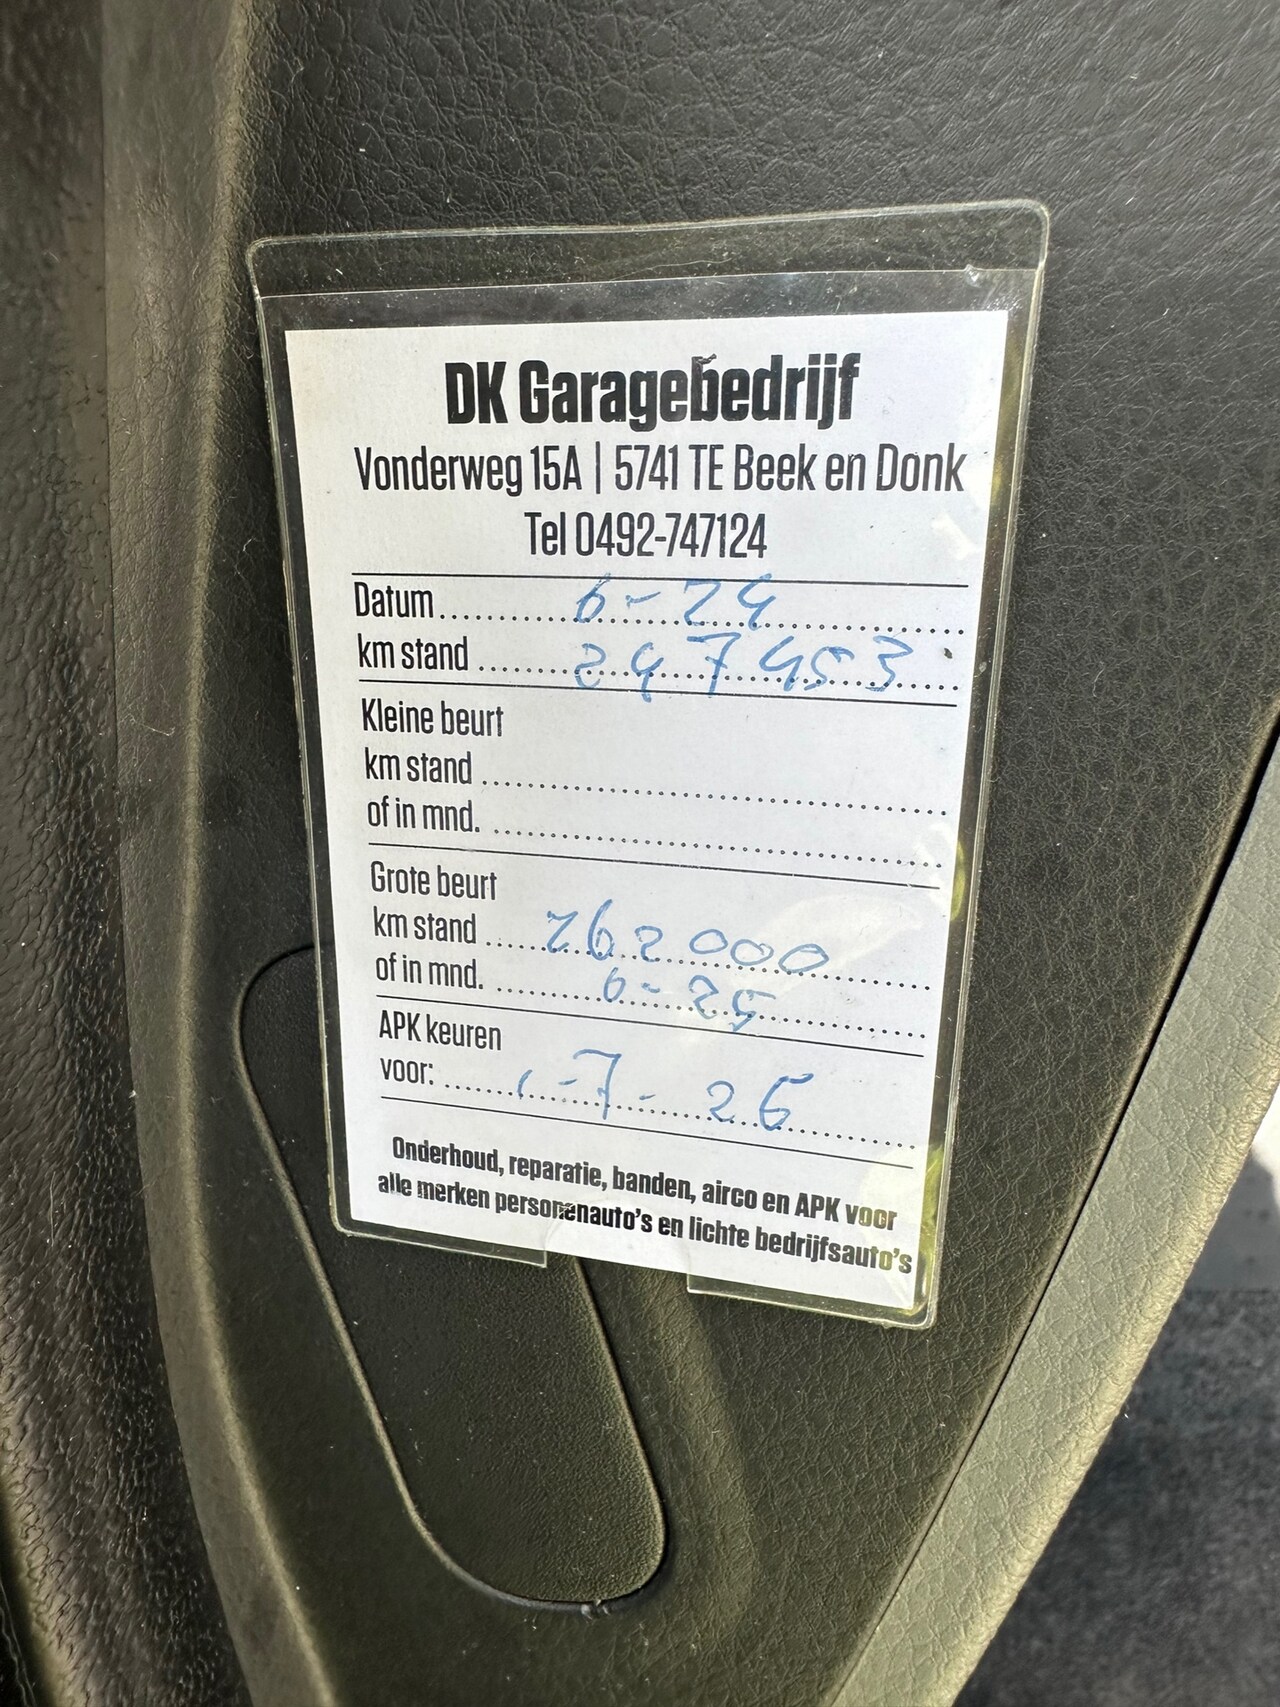 DK Garagebedrijf
Vonderweg 15A | 5741 TE Beek en Donk
Tel 0492-747124
Datum 6-24
km stand 247453
Kleine beurt
km stand
of in mnd.
Grote beurt
km stand 262000
of in mnd. 6-25
APK keuren
voor: 1-7-26
Onderhoud, reparatie, banden, airco en APK voor
alle merken personenauto's en lichte bedrijfsauto's